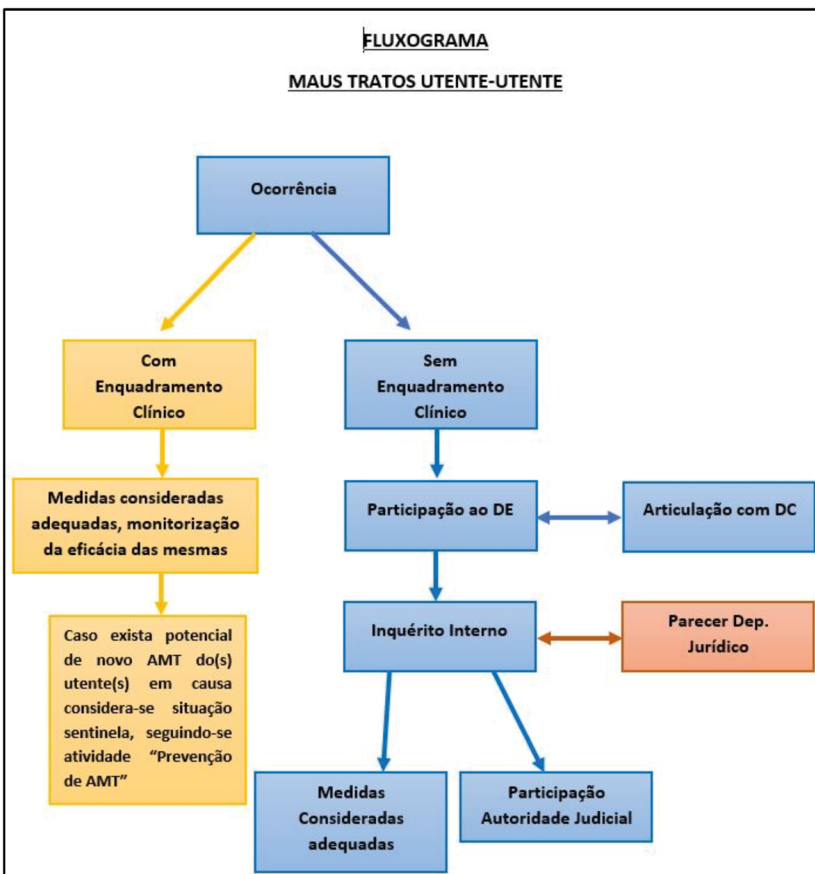 FLUXOGRAMA
MAUS TRATOS UTENTE-UTENTE
Ocorrência
Com
Enquadramento
Clínico
Sem
Enquadramento
Clínico
Medidas consideradas
adequadas, monitorização
da eficácia das mesmas
Participação ao DE
Articulação com DC
Caso exista potencial
de novo AMT do(s)
utente(s) em causa
considera-se situação
sentinela, seguindo-se
atividade “Prevenção
de AMT”
Inquérito Interno
Parecer Dep.
Jurídico
Medidas
Consideradas
adequadas
Participação
Autoridade Judicial